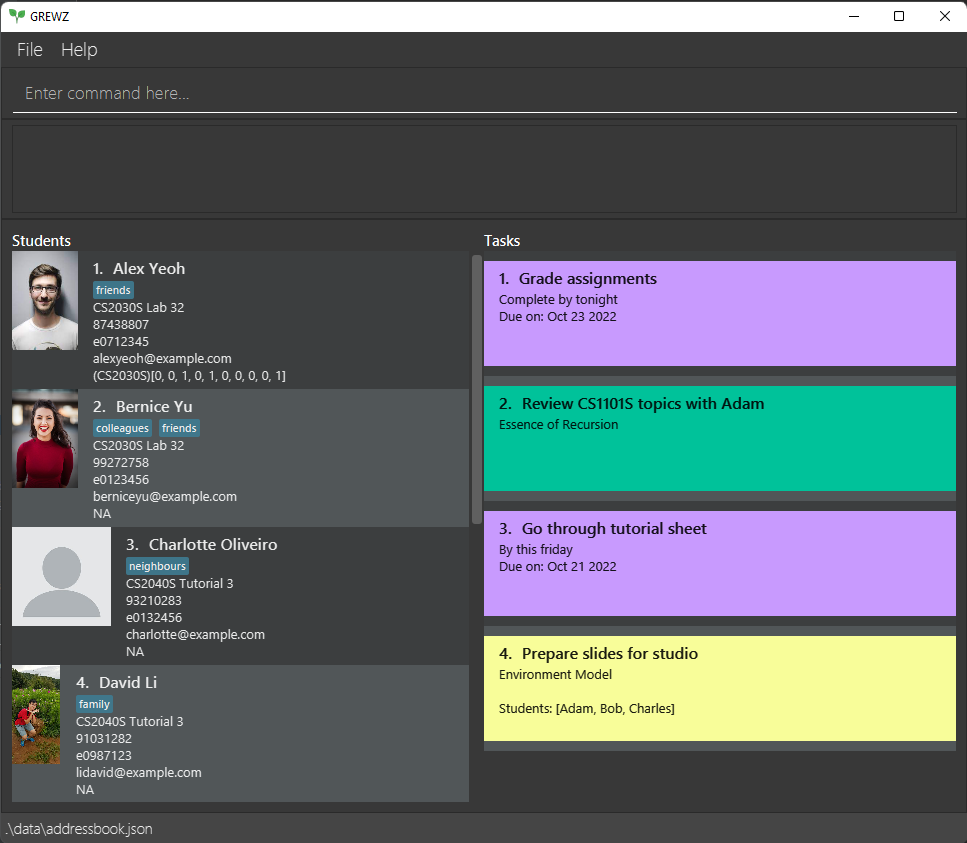 GREWZ
File Help
Enter command here...
Students
1. Alex Yeoh
friends
CS2030S Lab 32
87438807
e0712345
alexyeoh@example.com
(CS2030S)[0, 0, 1, 0, 1, 0, 0, 0, 0, 1]
2. Bernice Yu
colleagues friends
CS2030S Lab 32
99272758
e0123456
berniceyu@example.com
NA
3. Charlotte Oliveiro
neighbours
CS2040S Tutorial 3
93210283
e0132456
charlotte@example.com
NA
4. David Li
family
CS2040S Tutorial 3
91031282
e0987123
lidavid@example.com
NA
Tasks
1. Grade assignments
Complete by tonight
Due on: Oct 23 2022
2. Review CS1101S topics with Adam
Essence of Recursion
3. Go through tutorial sheet
By this friday
Due on: Oct 21 2022
4. Prepare slides for studio
Environment Model
Students: [Adam, Bob, Charles]
.\data\addressbook.json